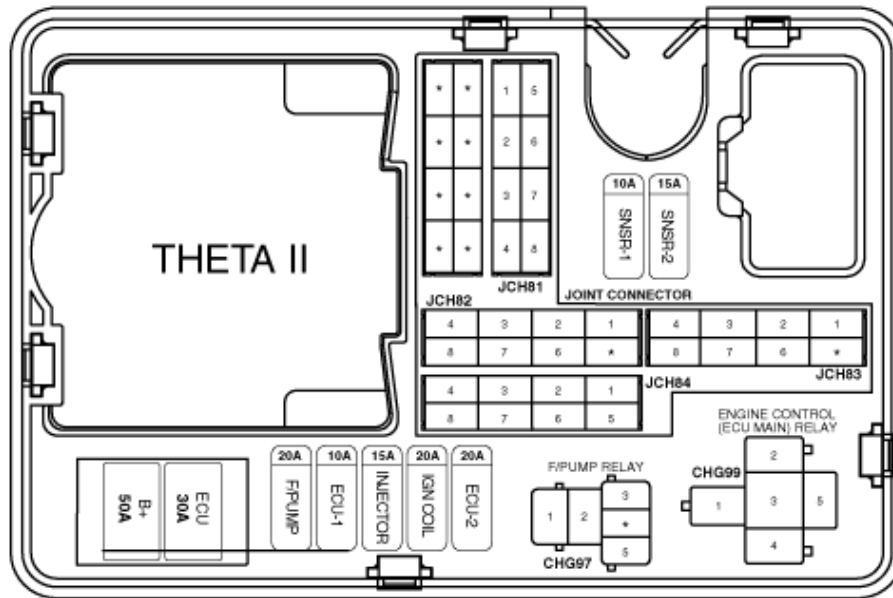 * * 1 5
* * 2 6
* * 3 7
* * 4 8
10A 15A
SNSR-1 SNSR-2
THETA II
JCH82 JCH81 JOINT CONNECTOR
4 3 2 1 4 3 2 1
8 7 6 * 8 7 6 *
JCH84 JCH83
4 3 2 1
8 7 6 5
ENGINE CONTROL
(ECU MAIN) RELAY
20A 10A 15A 20A 20A
F/PUMP ECU-1 INJECTOR IGN COIL ECU-2
B+
50A
ECU
30A
F/PUMP RELAY
1 2 3
*
5
CHG97
CHG99
2
1 3 5
4